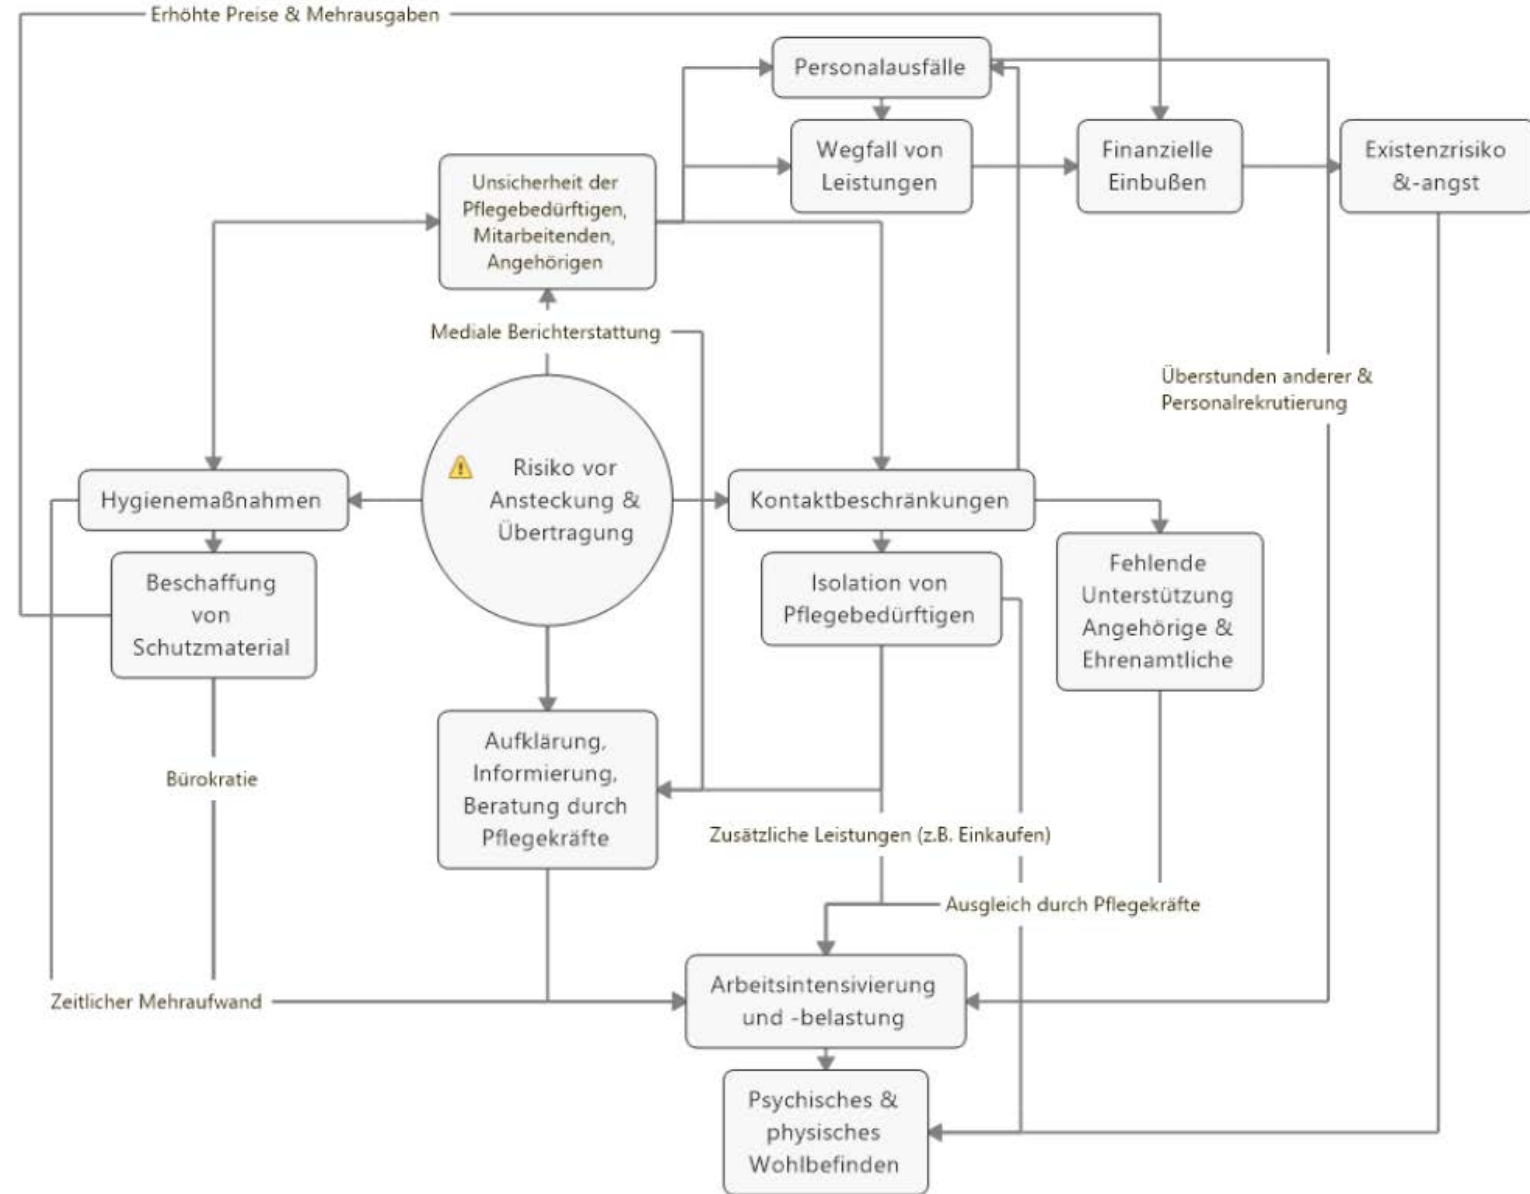 Erhöhte Preise & Mehrausgaben
Personalausfälle
Wegfall von
Leistungen
Finanzielle
Einbußen
Existenzrisiko
&-angst
Unsicherheit der
Pflegebedürftigen,
Mitarbeitenden,
Angehörigen
Mediale Berichterstattung
Überstunden anderer &
Personalrekrutierung
Risiko vor
Ansteckung &
Übertragung
Hygienemaßnahmen
Kontaktbeschränkungen
Beschaffung
von
Schutzmaterial
Isolation von
Pflegebedürftigen
Fehlende
Unterstützung
Angehörige &
Ehrenamtliche
Aufklärung,
Informierung,
Beratung durch
Pflegekräfte
Bürokratie
Zusätzliche Leistungen (z.B. Einkaufen)
Ausgleich durch Pflegekräfte
Zeitlicher Mehraufwand
Arbeitsintensivierung
und -belastung
Psychisches &
physisches
Wohlbefinden